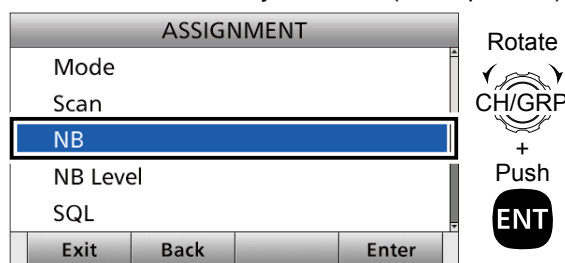 ASSIGNMENT
Mode
Scan
NB
NB Level
SQL
Exit Back Enter
Rotate
CH/GRP
+
Push
ENT